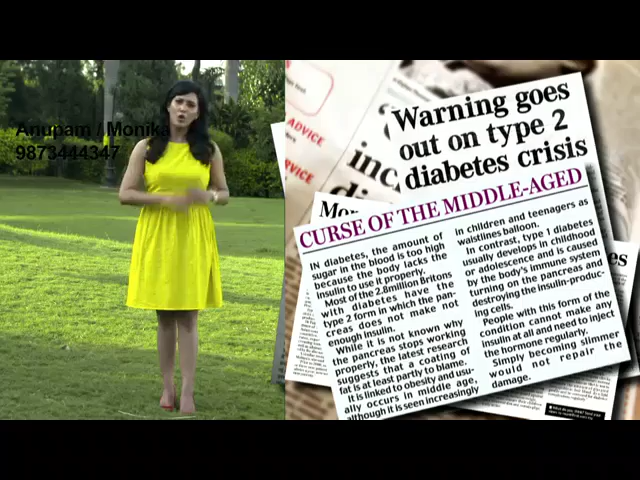 Anupam / Monika
9873444347
ADVICE
VICE
inc
di
Mo
es
Warning goes
out on type 2
diabetes crisis
CURSE OF THE MIDDLE-AGED
IN diabetes, the amount of
sugar in the blood is too high
because the body lacks the
insulin to use it properly.
Most of the 2.8million Britons
with diabetes have the
type 2 form in which the pan-
creas does not make
enough insulin.
While it is not known why
the pancreas stops working
properly, the latest research
suggests that a coating of
fat is at least partly to blame.
It is linked to obesity and usu-
ally occurs in middle age,
although it is seen increasingly
in children and teenagers as
waistlines balloon.
In contrast, type 1 diabetes
usually develops in childhood
or adolescence and is caused
by the body's immune system
turning on the pancreas and
destroying the insulin-produc-
ing cells.
People with this form of the
condition cannot make any
insulin at all and need to inject
the hormone regularly.
Simply becoming slimmer
would not repair the
damage.